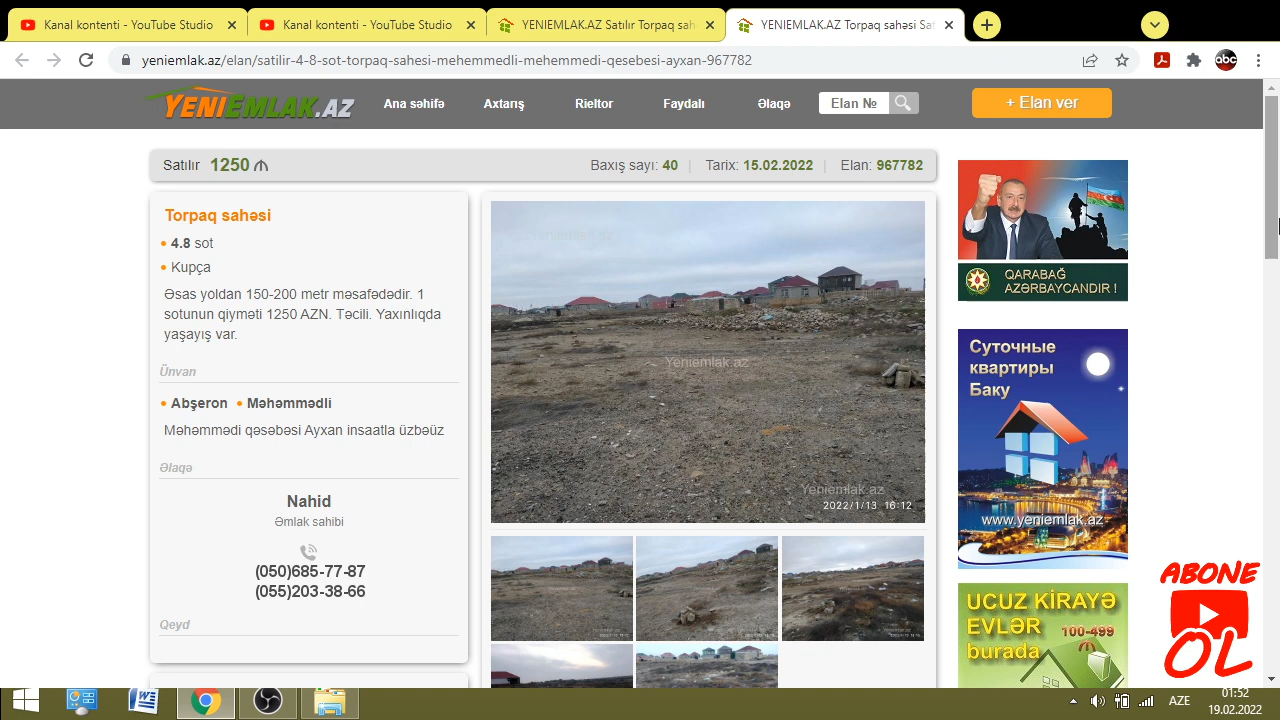 Kanal kontenti - YouTube Studio
Kanal kontenti - YouTube Studio
YENIEMLAK.AZ Satılır Torpaq sah
YENIEMLAK.AZ Torpaq sahəsi Sat
yeniemlak.az/elan/satilir-4-8-sot-torpaq-sahesi-mehemmedli-mehemmedi-qesebesi-ayxan-967782
abc
YENIEMLAK.AZ
Ana səhifə
Axtarış
Rieltor
Faydalı
Əlaqə
Elan №
+ Elan ver
Satılır 1250 ₼
Baxış sayı: 40 | Tarix: 15.02.2022 | Elan: 967782
Torpaq sahəsi
• 4.8 sot
• Kupça
Əsas yoldan 150-200 metr məsafədədir. 1
sotunun qiyməti 1250 AZN. Təcili. Yaxınlıqda
yaşayış var.
Ünvan
• Abşeron • Məhəmmədli
Məhəmmədi qəsəbəsi Ayxan insaatla üzbəüz
Əlaqə
Nahid
Əmlak sahibi
(050)685-77-87
(055)203-38-66
Qeyd
Yeniemlak.az
Yeniemlak.az
Yeniemlak.az
2022/1/13 16:12
QARABAĞ
AZƏRBAYCANDIR !
Суточные
квартиры
Баку
www.yeniemlak.az
UCUZ KİRAYƏ
EVLƏR 100-499
burada ₼
ABONE
OL
AZE
01:52
19.02.2022